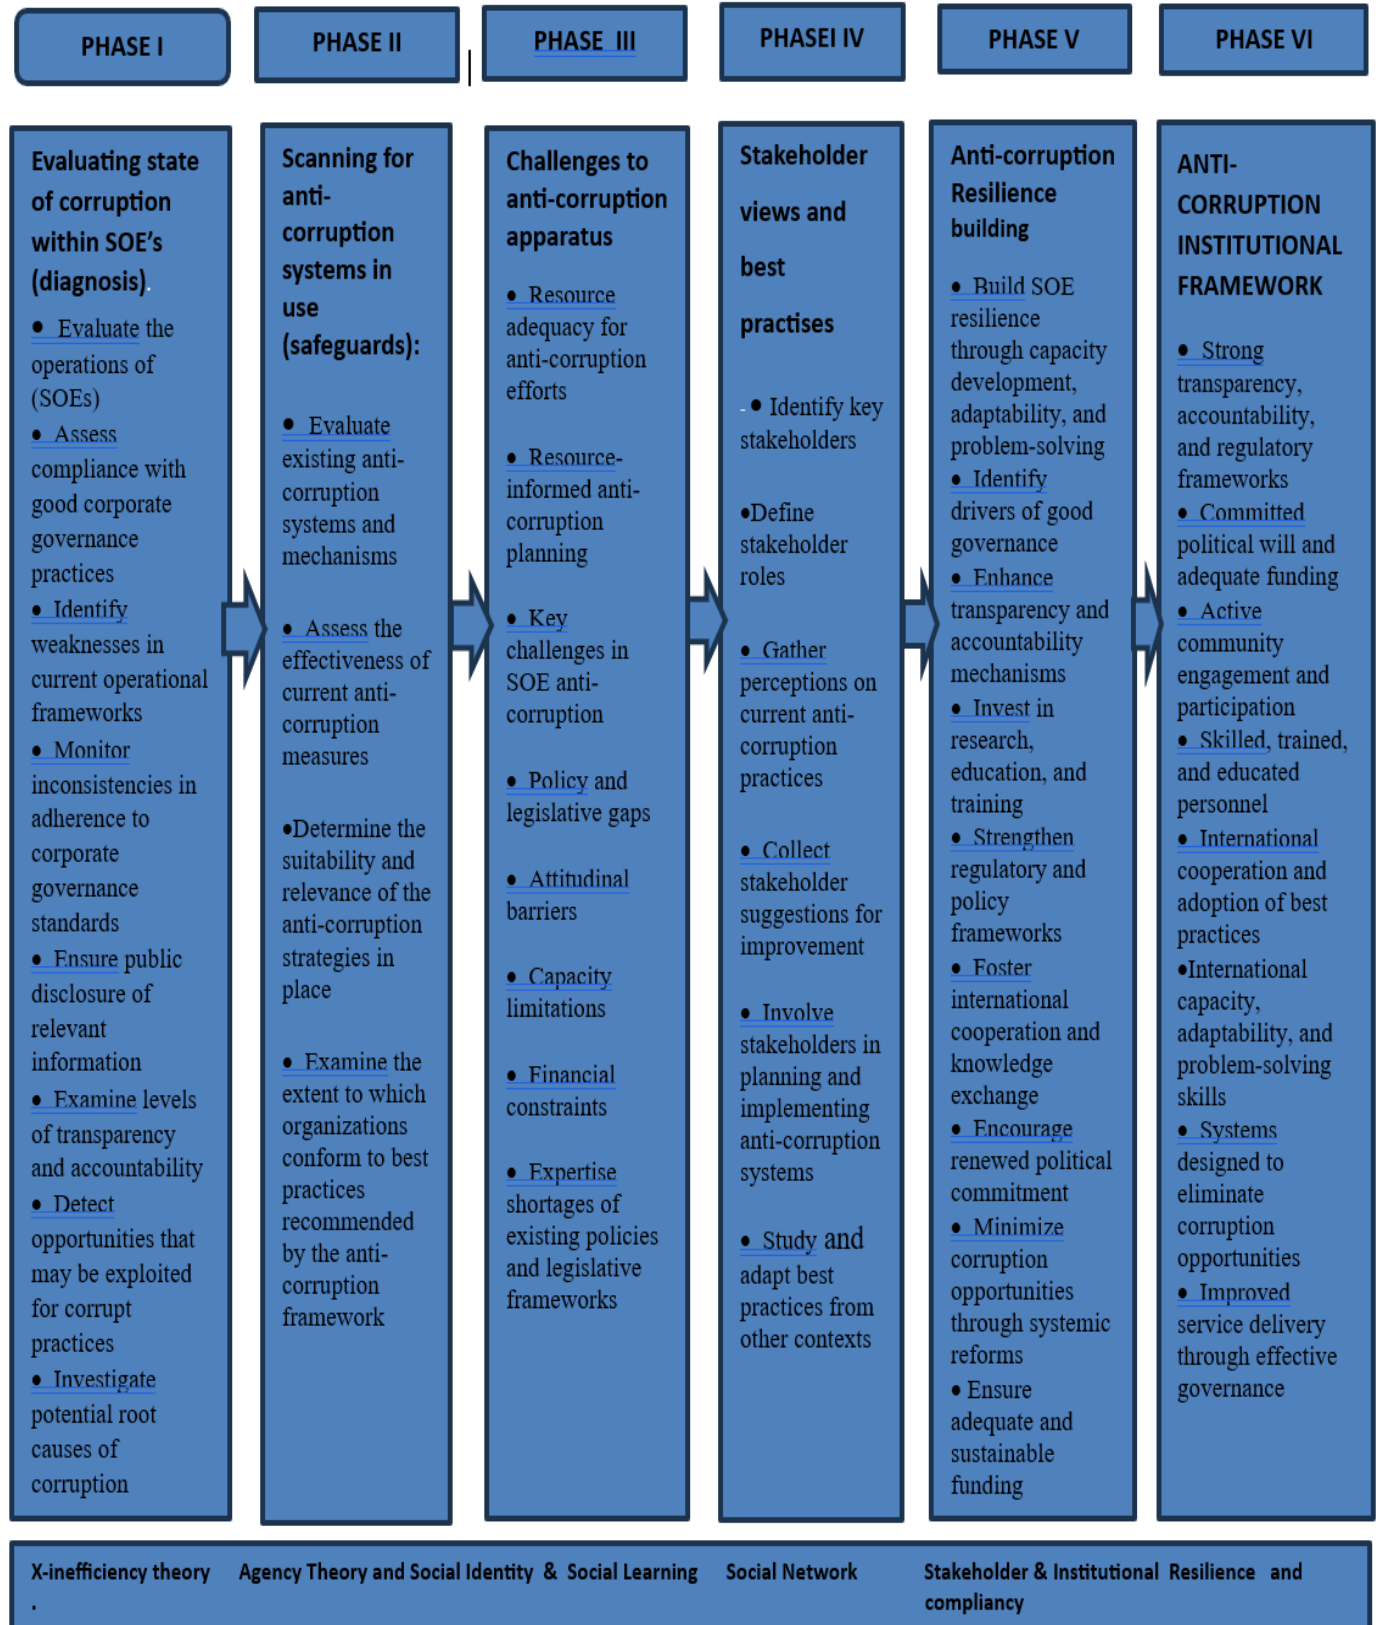 PHASE I
PHASE II
PHASE  III
PHASEI IV
PHASE V
PHASE VI
Evaluating state
of corruption
within SOE’s
(diagnosis).
• Evaluate the
operations of
(SOEs)
• Assess
compliance with
good corporate
governance
practices
• Identify
weaknesses in
current operational
frameworks
• Monitor
inconsistencies in
adherence to
corporate
governance
standards
• Ensure public
disclosure of
relevant
information
• Examine levels
of transparency
and accountability
• Detect
opportunities that
may be exploited
for corrupt
practices
• Investigate
potential root
causes of
corruption
Scanning for
anti-
corruption
systems in
use
(safeguards):
• Evaluate
existing anti-
corruption
systems and
mechanisms
• Assess the
effectiveness of
current anti-
corruption
measures
•Determine the
suitability and
relevance of the
anti-corruption
strategies in
place
• Examine the
extent to which
organizations
conform to best
practices
recommended
by the anti-
corruption
framework
Challenges to
anti-corruption
apparatus
• Resource
adequacy for
anti-corruption
efforts
• Resource-
informed anti-
corruption
planning
• Key
challenges in
SOE anti-
corruption
• Policy and
legislative gaps
• Attitudinal
barriers
• Capacity
limitations
• Financial
constraints
• Expertise
shortages of
existing policies
and legislative
frameworks
Stakeholder
views and
best
practises
- • Identify key
stakeholders
•Define
stakeholder
roles
• Gather
perceptions on
current anti-
corruption
practices
• Collect
stakeholder
suggestions for
improvement
• Involve
stakeholders in
planning and
implementing
anti-corruption
systems
• Study and
adapt best
practices from
other contexts
Anti-corruption
Resilience
building
• Build SOE
resilience
through capacity
development,
adaptability, and
problem-solving
• Identify
drivers of good
governance
• Enhance
transparency and
accountability
mechanisms
• Invest in
research,
education, and
training
• Strengthen
regulatory and
policy
frameworks
• Foster
international
cooperation and
knowledge
exchange
• Encourage
renewed political
commitment
• Minimize
corruption
opportunities
through systemic
reforms
• Ensure
adequate and
sustainable
funding
ANTI-
CORRUPTION
INSTITUTIONAL
FRAMEWORK
• Strong
transparency,
accountability,
and regulatory
frameworks
• Committed
political will and
adequate funding
• Active
community
engagement and
participation
• Skilled, trained,
and educated
personnel
• International
cooperation and
adoption of best
practices
•International
capacity,
adaptability, and
problem-solving
skills
• Systems
designed to
eliminate
corruption
opportunities
• Improved
service delivery
through effective
governance
X-inefficiency theory    Agency Theory and Social Identity  &  Social Learning    Social Network    Stakeholder & Institutional  Resilience  and
.    compliancy